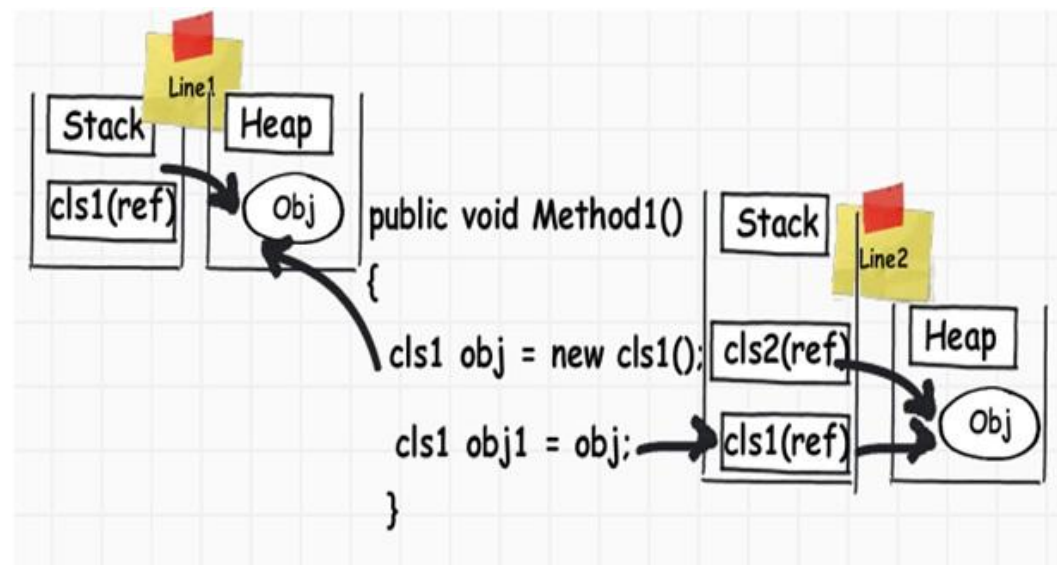 Line1
Stack
Heap
cls1(ref)
Obj
public void Method1()
{
cls1 obj = new cls1();
cls1 obj1 = obj;
}
Stack
Line2
cls2(ref)
Heap
cls1(ref)
Obj